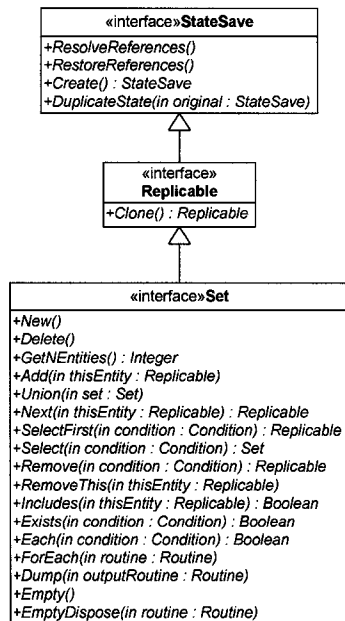 «interface»StateSave
+ResolveReferences()
+RestoreReferences()
+Create() : StateSave
+DuplicateState(in original : StateSave)
«interface»
Replicable
+Clone() : Replicable
«interface»Set
+New()
+Delete()
+GetNEntities() : Integer
+Add(in thisEntity : Replicable)
+Union(in set : Set)
+Next(in thisEntity : Replicable) : Replicable
+SelectFirst(in condition : Condition) : Replicable
+Select(in condition : Condition) : Set
+Remove(in condition : Condition) : Replicable
+RemoveThis(in thisEntity : Replicable)
+Includes(in thisEntity : Replicable) : Boolean
+Exists(in condition : Condition) : Boolean
+Each(in condition : Condition) : Boolean
+ForEach(in routine : Routine)
+Dump(in outputRoutine : Routine)
+Empty()
+EmptyDispose(in routine : Routine)